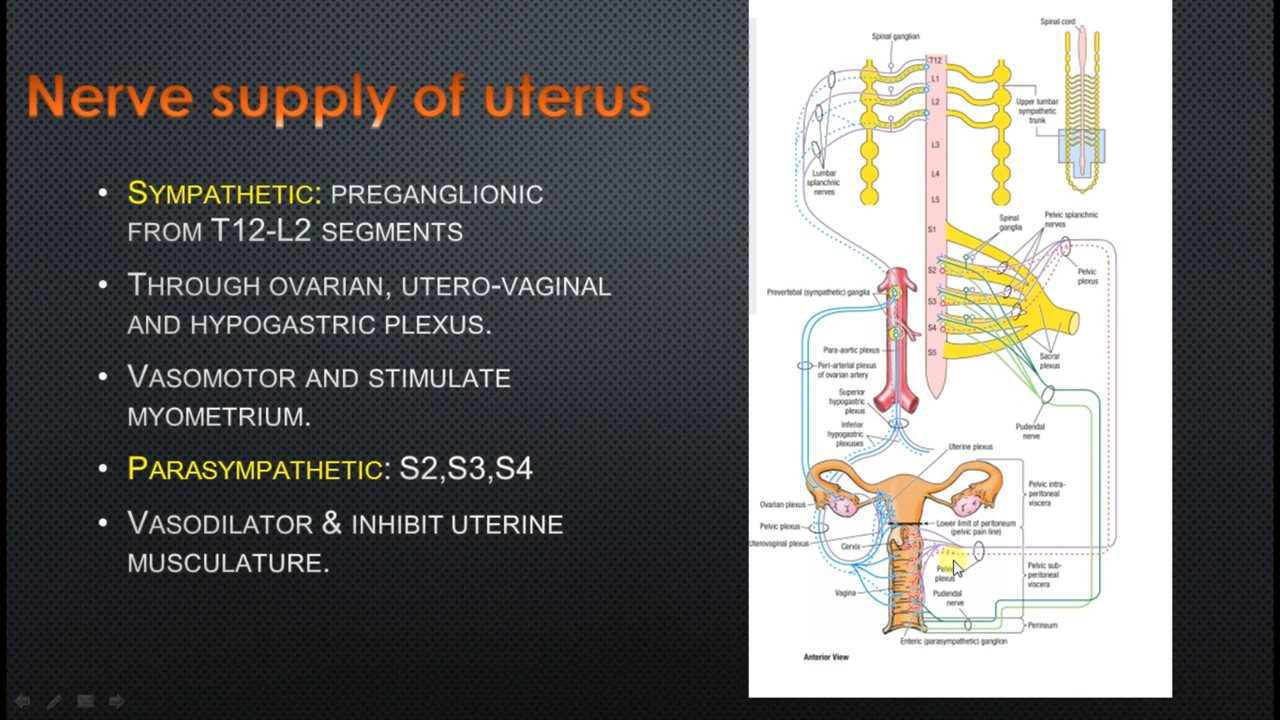 Nerve supply of uterus
• SYMPATHETIC: PREGANGLIONIC
FROM T12-L2 SEGMENTS
• THROUGH OVARIAN, UTERO-VAGINAL
AND HYPOGASTRIC PLEXUS.
• VASOMOTOR AND STIMULATE
MYOMETRIUM.
• PARASYMPATHETIC: S2,S3,S4
• VASODILATOR & INHIBIT UTERINE
MUSCULATURE.
Spinal cord
Spinal ganglion
T12
L1
L2
L3
L4
L5
S1
S2
S3
S4
S5
Upper lumbar
sympathetic
trunk
Lumbar
splanchnic
nerves
Spinal
ganglia
Pelvic splanchnic
nerves
Pelvic
plexus
Prevertebral (sympathetic) ganglia
Para-aortic plexus
Peri-arterial plexus
of ovarian artery
Sacral
plexus
Superior
hypogastric
plexus
Inferior
hypogastric
plexuses
Pudendal
nerve
Uterine plexus
Pelvic intra-
peritoneal
viscera
Ovarian plexus
Pelvic plexus
Lower limit of peritoneum
(pelvic pain line)
Uterovaginal plexus
Cervix
Pelvic
plexus
Pelvic sub-
peritoneal
viscera
Vagina
Pudendal
nerve
Perineum
Enteric (parasympathetic) ganglion
Anterior View